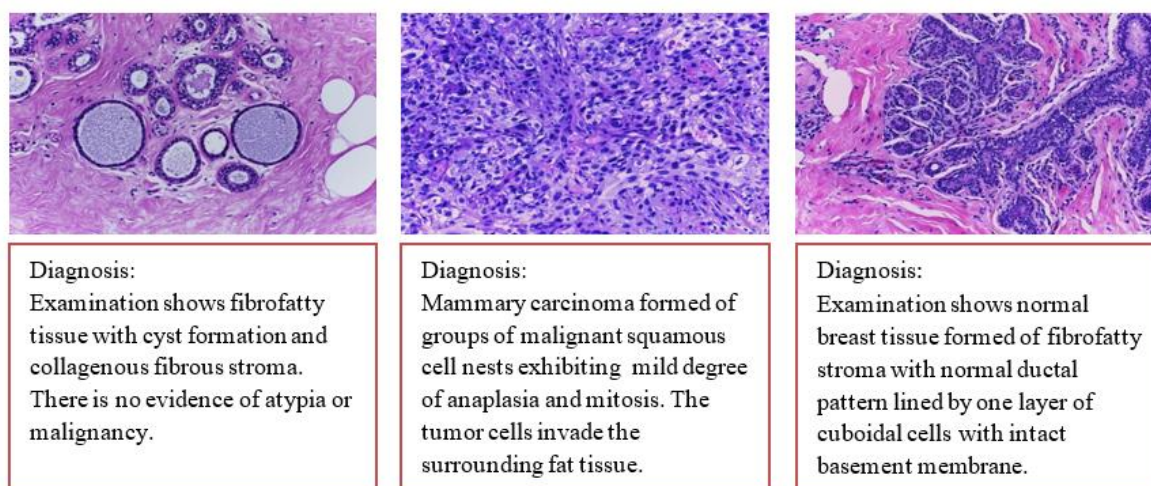 Diagnosis:
Examination shows fibrofatty
tissue with cyst formation and
collagenous fibrous stroma.
There is no evidence of atypia or
malignancy.
Diagnosis:
Mammary carcinoma formed of
groups of malignant squamous
cell nests exhibiting mild degree
of anaplasia and mitosis. The
tumor cells invade the
surrounding fat tissue.
Diagnosis:
Examination shows normal
breast tissue formed of fibrofatty
stroma with normal ductal
pattern lined by one layer of
cuboidal cells with intact
basement membrane.